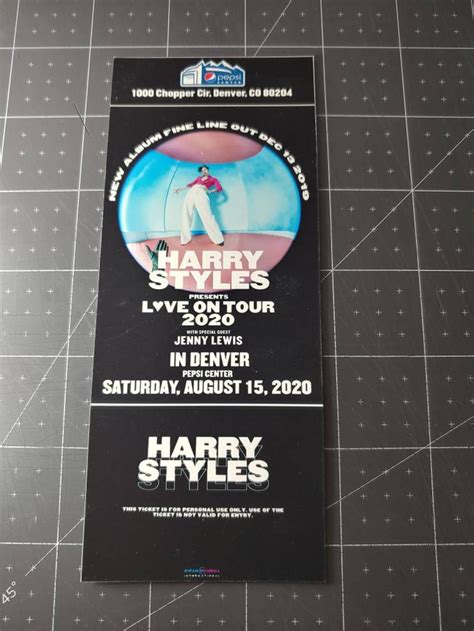 pepsi
CENTER
1000 Chopper Cir, Denver, CO 80204
NEW ALBUM FINE LINE OUT DEC 13 2019
HARRY
STYLES
PRESENTS
L♥VE ON TOUR
2020
WITH SPECIAL GUEST
JENNY LEWIS
IN DENVER
PEPSI CENTER
SATURDAY, AUGUST 15, 2020
HARRY
STYLES
THIS TICKET IS FOR PERSONAL USE ONLY. USE OF THE
TICKET IS NOT VALID FOR ENTRY.
INTERNATIONAL
45°